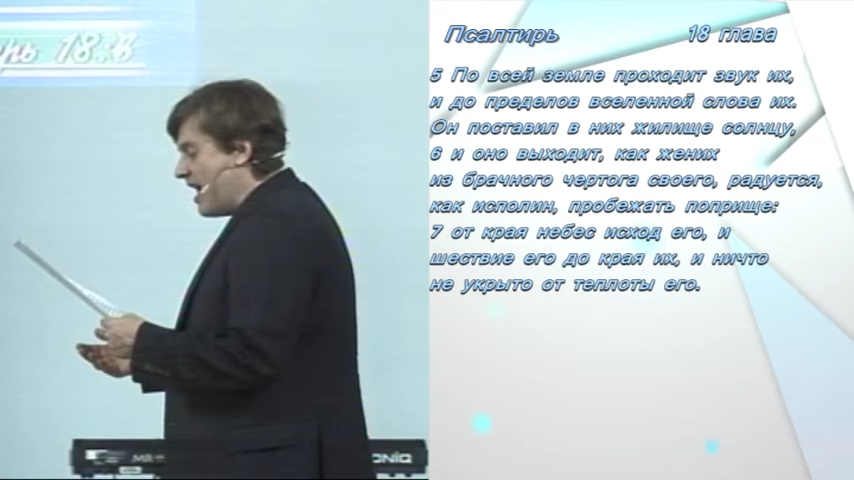 18:
Псалтирь 18 глава
5 По всей земле проходит звук их,
и до пределов вселенной слова их.
Он поставил в них жилище солнцу,
6 и оно выходит, как жених
из брачного чертога своего, радуется,
как исполин, пробежать поприще:
7 от края небес исход его, и
шествие его до края их, и ничто
не укрыто от теплоты его.
MR